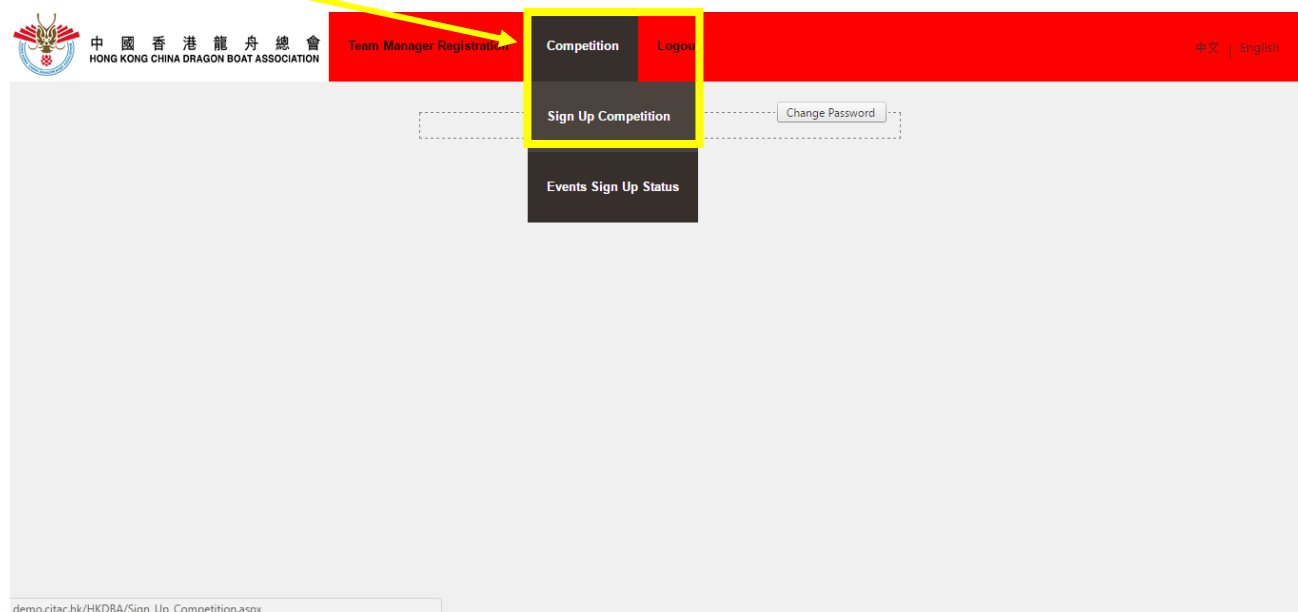 中國香港龍舟總會
HONG KONG CHINA DRAGON BOAT ASSOCIATION
Team Manager Registration
Competition
Logou
中文 | English
Sign Up Competition
Change Password
Events Sign Up Status
demo.citac.hk/HKDBA/Sign_Up_Competition.aspx